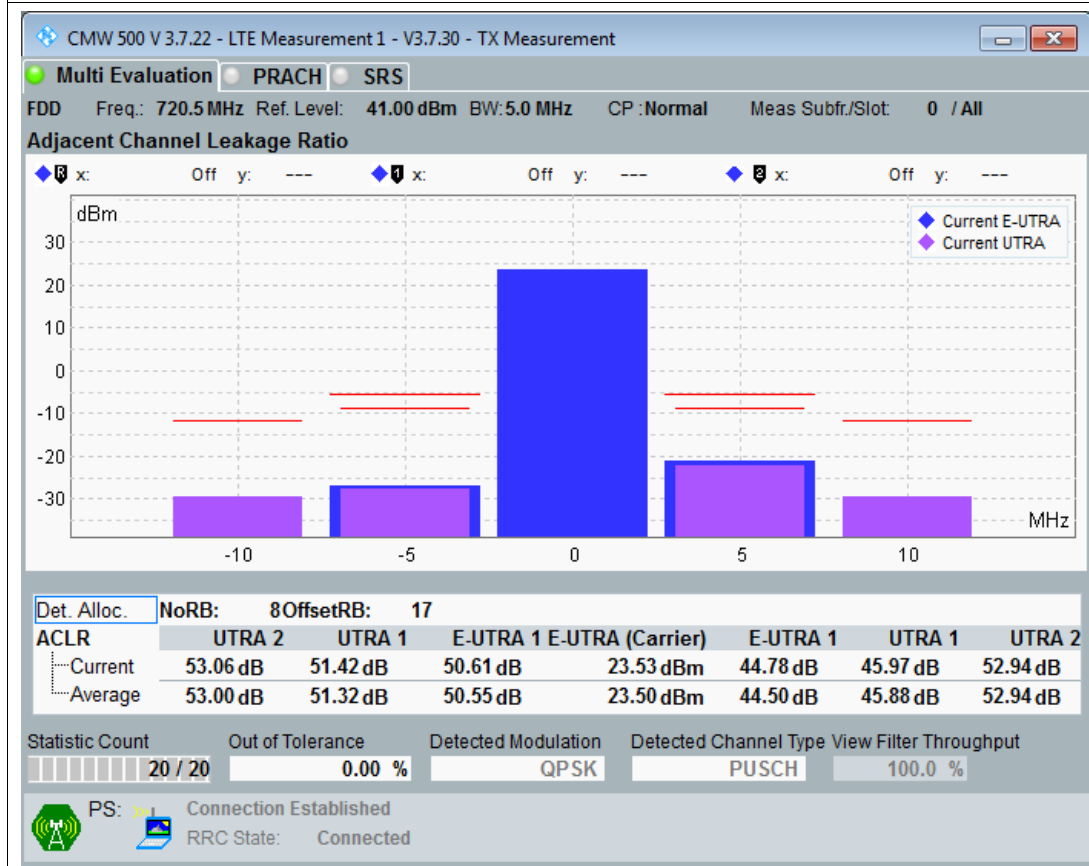 CMW 500 V 3.7.22 - LTE Measurement 1 - V3.7.30 - TX Measurement
Multi Evaluation PRACH SRS
FDD Freq.: 720.5 MHz Ref. Level: 41.00 dBm BW: 5.0 MHz CP : Normal Meas Subfr./Slot: 0 / All
Adjacent Channel Leakage Ratio
R x: Off y: --- 1 x: Off y: --- 2 x: Off y: ---
dBm
Current E-UTRA
Current UTRA
30
20
10
0
-10
-20
-30
MHz
-10 -5 0 5 10
Det. Alloc. NoRB: 8 OffsetRB: 17
ACLR UTRA 2 UTRA 1 E-UTRA 1 E-UTRA (Carrier) E-UTRA 1 UTRA 1 UTRA 2
Current 53.06 dB 51.42 dB 50.61 dB 23.53 dBm 44.78 dB 45.97 dB 52.94 dB
Average 53.00 dB 51.32 dB 50.55 dB 23.50 dBm 44.50 dB 45.88 dB 52.94 dB
Statistic Count Out of Tolerance Detected Modulation Detected Channel Type View Filter Throughput
20 / 20 0.00 % QPSK PUSCH 100.0 %
PS: Connection Established
RRC State: Connected